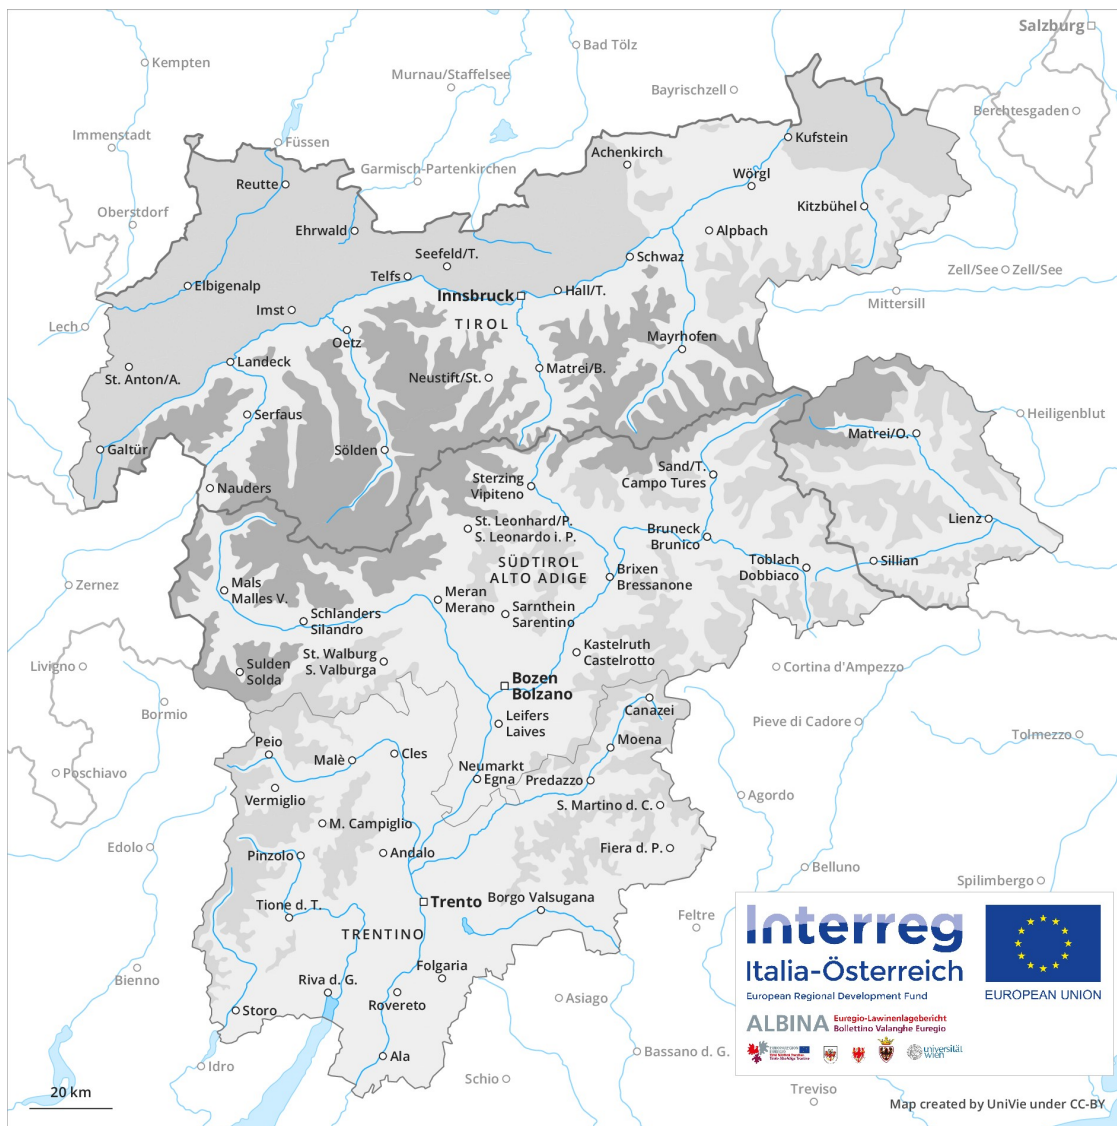 Salzburg
Bad Tölz
Kempten
Murnau/Staffelsee
Bayrischzell
Berchtesgaden
Immenstadt
Füssen
Kufstein
Achenkirch
Garmisch-Partenkirchen
Wörgl
Reutte
Kitzbühel
Oberstdorf
Ehrwald
Alpbach
Seefeld/T.
Schwaz
Zell/See
Zell/See
Telfs
Elbigenalp
Hall/T.
Innsbruck
Mittersill
Imst
TIROL
Lech
Oetz
Mayrhofen
Landeck
Matrei/B.
St. Anton/A.
Neustift/St.
Serfaus
Heiligenblut
Matrei/O.
Galtür
Sölden
Sand/T.
Campo Tures
Sterzing
Vipiteno
Nauders
Lienz
St. Leonhard/P.
S. Leonardo i. P.
Bruneck
Brunico
SÜDTIROL
ALTO ADIGE
Toblach
Dobbiaco
Sillian
Brixen
Bressanone
Zernez
Mals
Malles V.
Meran
Merano
Schlanders
Silandro
Sarnthein
Sarentino
Kastelruth
Castelrotto
St. Walburg
S. Valburga
Livigno
Sulden
Solda
Cortina d'Ampezzo
Bozen
Bolzano
Canazei
Bormio
Leifers
Laives
Pieve di Cadore
Tolmezzo
Moena
Peio
Cles
Malè
Poschiavo
Neumarkt
Egna
Predazzo
Vermiglio
Agordo
S. Martino d. C.
M. Campiglio
Edolo
Pinzolo
Andalo
Fiera d. P.
Belluno
Spilimbergo
Trento
Borgo Valsugana
Tione d. T.
Feltre
TRENTINO
Folgaria
Bienno
Riva d. G.
Rovereto
Asiago
Storo
Ala
Bassano d. G.
Idro
Schio
Treviso
20 km
Interreg
Italia-Österreich
European Regional Development Fund
EUROPEAN UNION
ALBINA
Euregio-Lawinenlagebericht
Bollettino Valanghe Euregio
universität
wien
Map created by UniVie under CC-BY